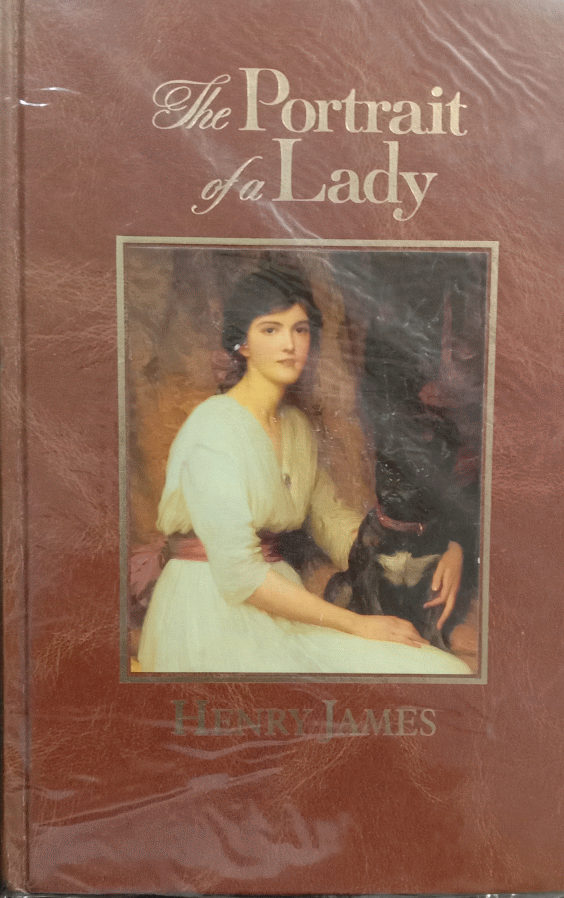 The Portrait
of a Lady
HENRY JAMES